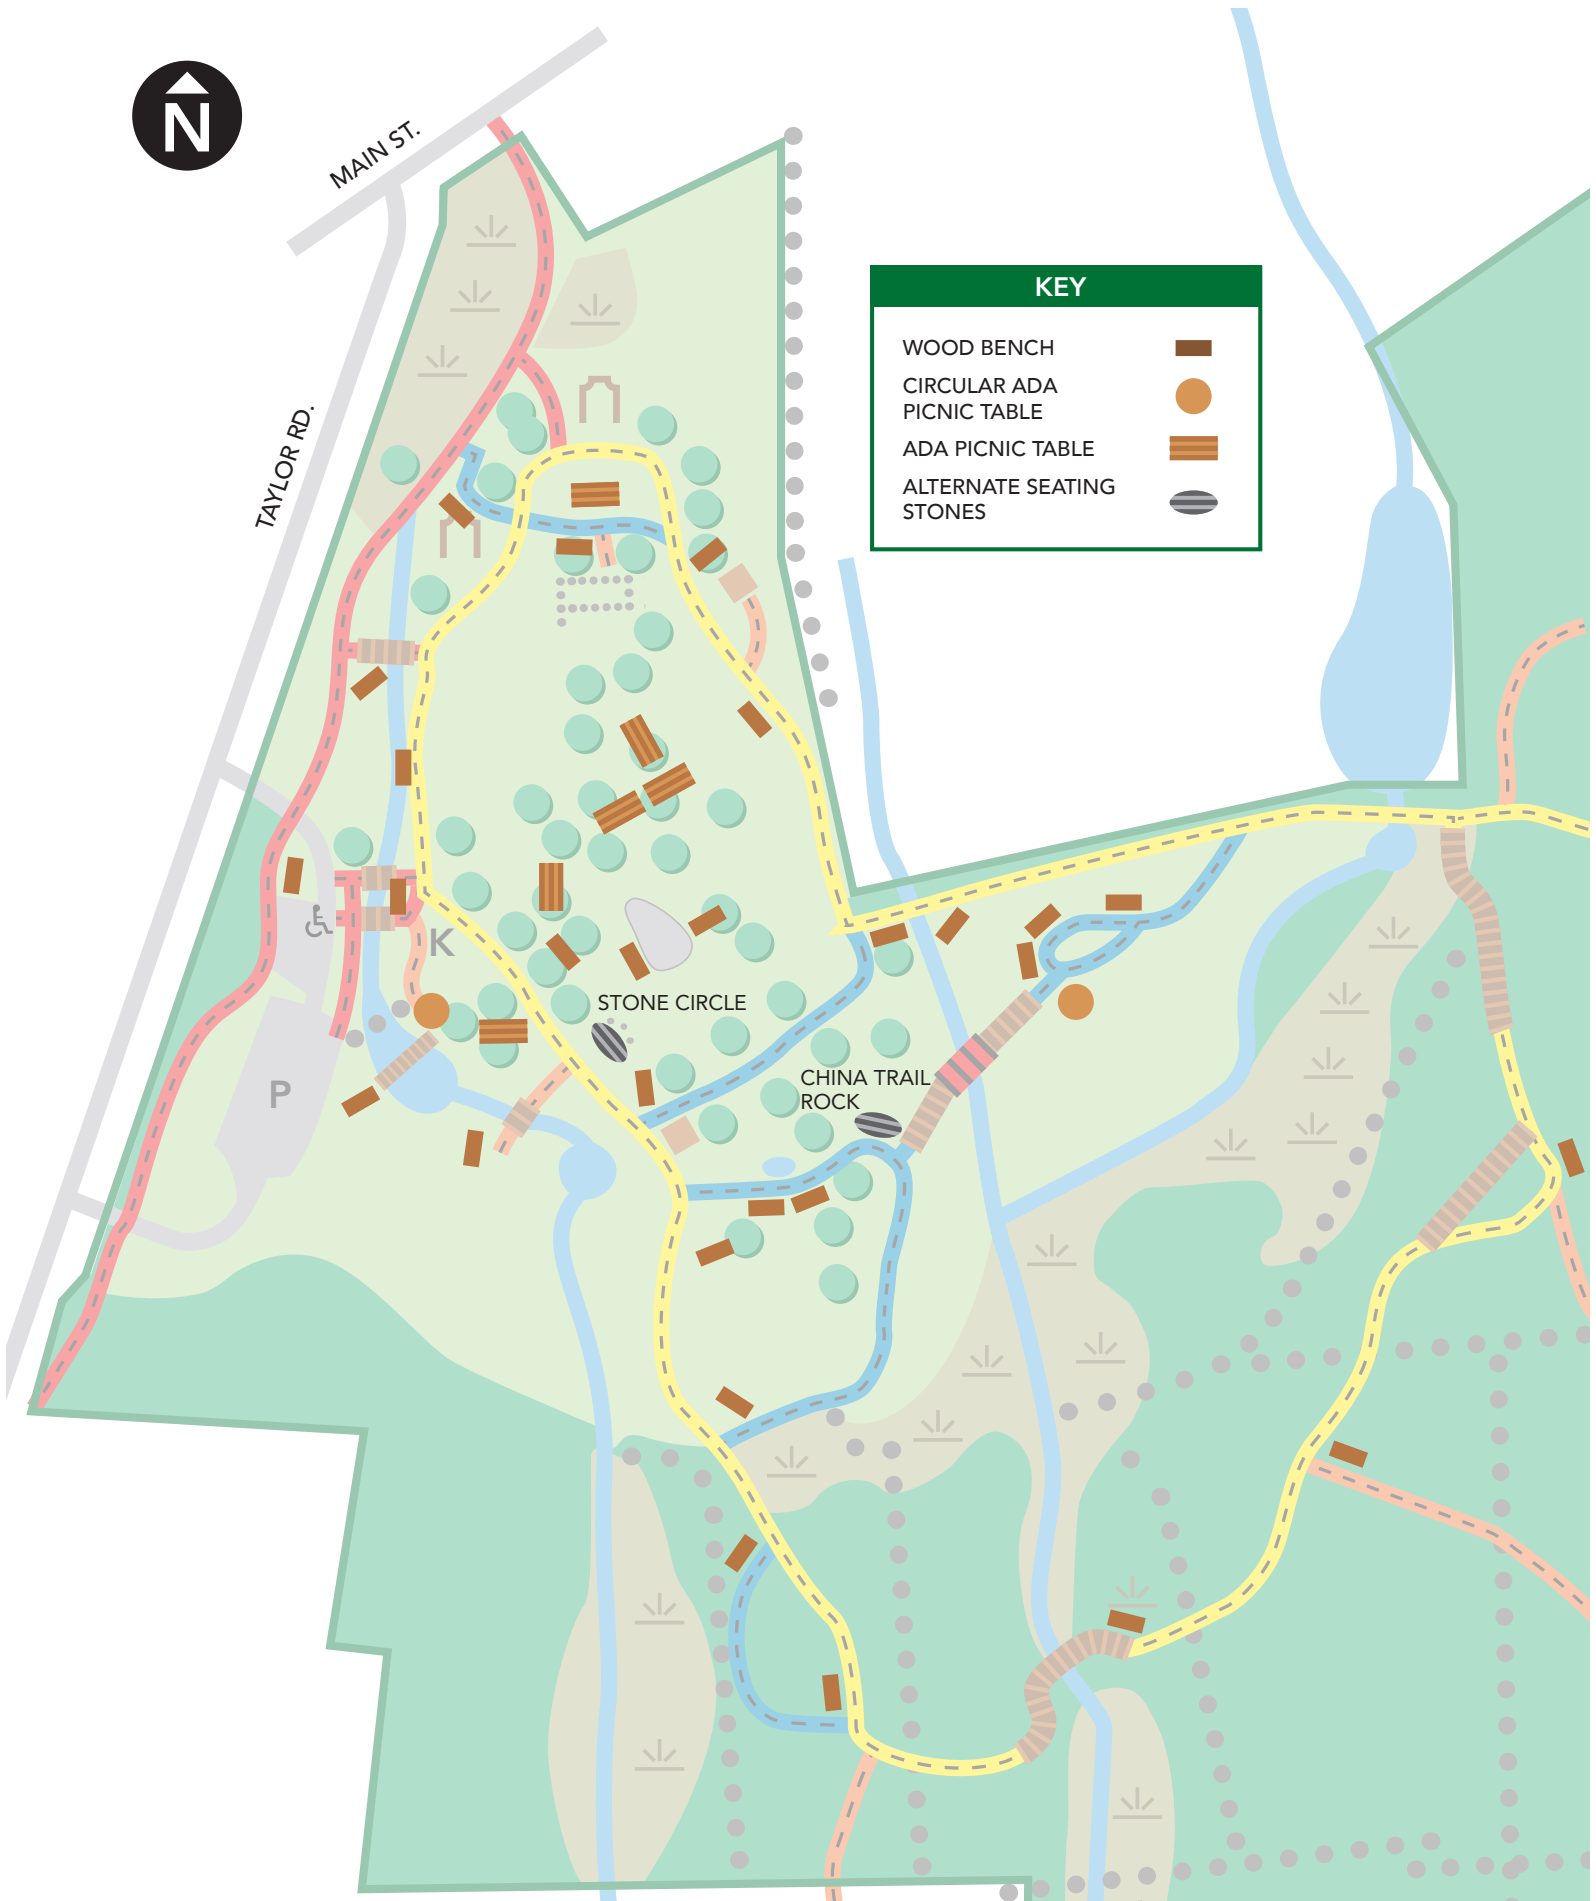 N
MAIN ST.
TAYLOR RD.
KEY
WOOD BENCH
CIRCULAR ADA
PICNIC TABLE
ADA PICNIC TABLE
ALTERNATE SEATING
STONES
K
STONE CIRCLE
CHINA TRAIL
ROCK
P